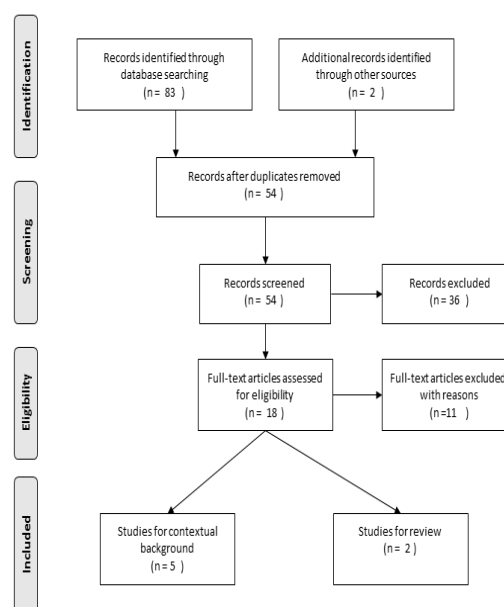 Identification
Records identified through
database searching
(n = 83 )
Additional records identified
through other sources
(n = 2 )
Records after duplicates removed
(n = 54 )
Screening
Records screened
(n = 54 )
Records excluded
(n = 36 )
Eligibility
Full-text articles assessed
for eligibility
(n = 18 )
Full-text articles excluded
with reasons
(n =11 )
Included
Studies for contextual
background
(n = 5 )
Studies for review
(n = 2 )